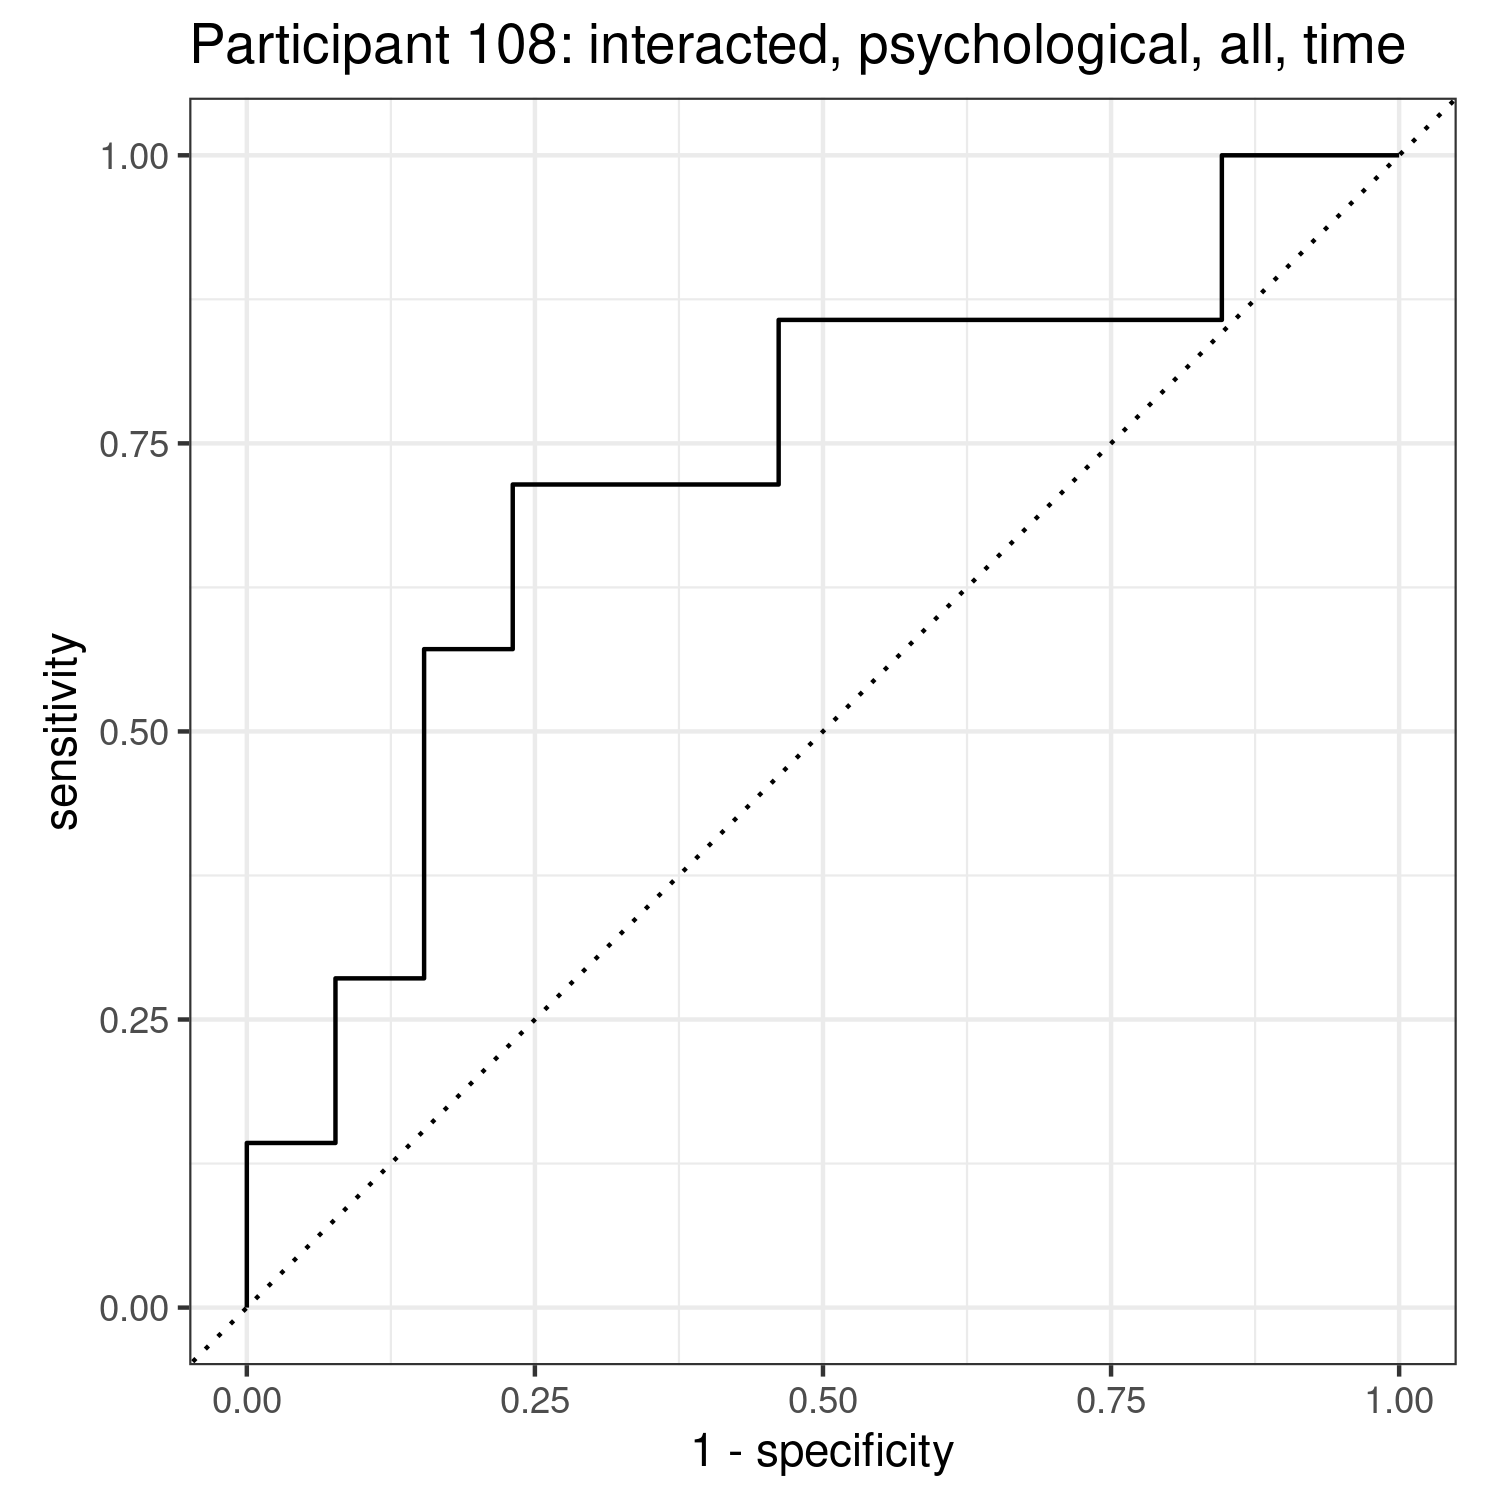 Participant 108: interacted, psychological, all, time
1.00
0.75
0.50
0.25
0.00
sensitivity
0.00 0.25 0.50 0.75 1.00
1 - specificity